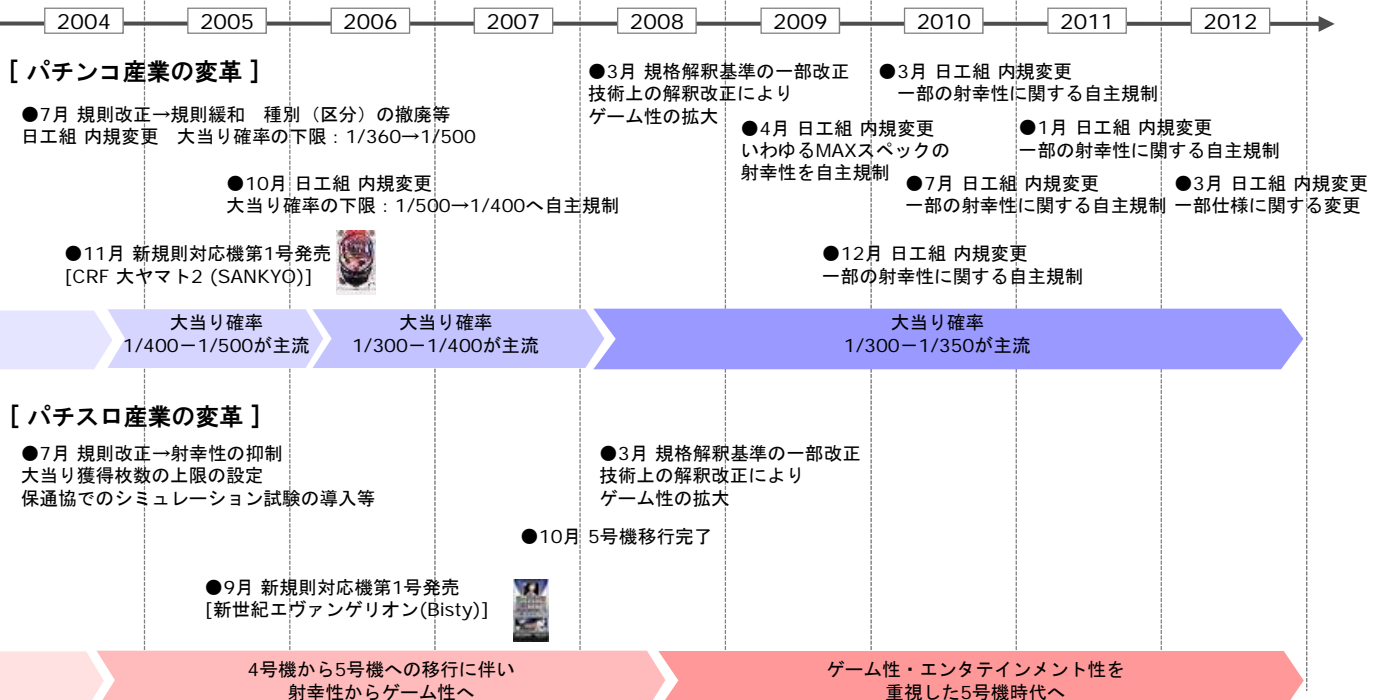 2004 2005 2006 2007 2008 2009 2010 2011 2012
[ パチンコ産業の変革 ]
●7月 規則改正→規則緩和　種別（区分）の撤廃等
日工組 内規変更　大当り確率の下限：1/360→1/500
●10月 日工組 内規変更
大当り確率の下限：1/500→1/400へ自主規制
●11月 新規則対応機第1号発売
[CRF 大ヤマト2 (SANKYO)]
●3月 規格解釈基準の一部改正
技術上の解釈改正により
ゲーム性の拡大
●4月 日工組 内規変更
いわゆるMAXスペックの
射幸性を自主規制
●3月 日工組 内規変更
一部の射幸性に関する自主規制
●7月 日工組 内規変更
一部の射幸性に関する自主規制
●12月 日工組 内規変更
一部の射幸性に関する自主規制
●1月 日工組 内規変更
一部の射幸性に関する自主規制
●3月 日工組 内規変更
一部仕様に関する変更
大当り確率
1/400－1/500が主流
大当り確率
1/300－1/400が主流
大当り確率
1/300－1/350が主流
[ パチスロ産業の変革 ]
●7月 規則改正→射幸性の抑制
大当り獲得枚数の上限の設定
保通協でのシミュレーション試験の導入等
●3月 規格解釈基準の一部改正
技術上の解釈改正により
ゲーム性の拡大
●10月 5号機移行完了
●9月 新規則対応機第1号発売
[新世紀エヴァンゲリオン(Bisty)]
4号機から5号機への移行に伴い
射幸性からゲーム性へ
ゲーム性・エンタテインメント性を
重視した5号機時代へ